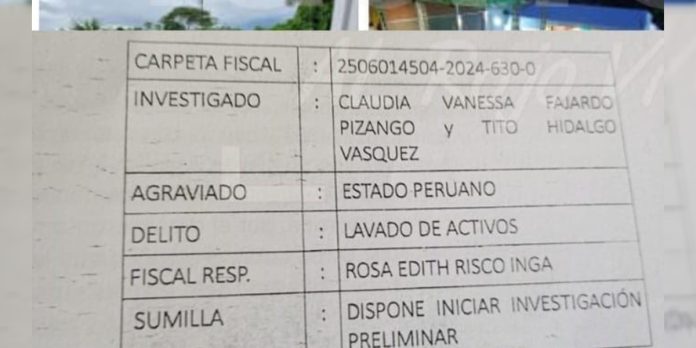 CARPETA FISCAL : 2506014504-2024-630-0
INVESTIGADO : CLAUDIA VANESSA FAJARDO
PIZANGO y TITO HIDALGO
VASQUEZ
AGRAVIADO : ESTADO PERUANO
DELITO : LAVADO DE ACTIVOS
FISCAL RESP. : ROSA EDITH RISCO INGA
SUMILLA : DISPONE INICIAR INVESTIGACIÓN
PRELIMINAR